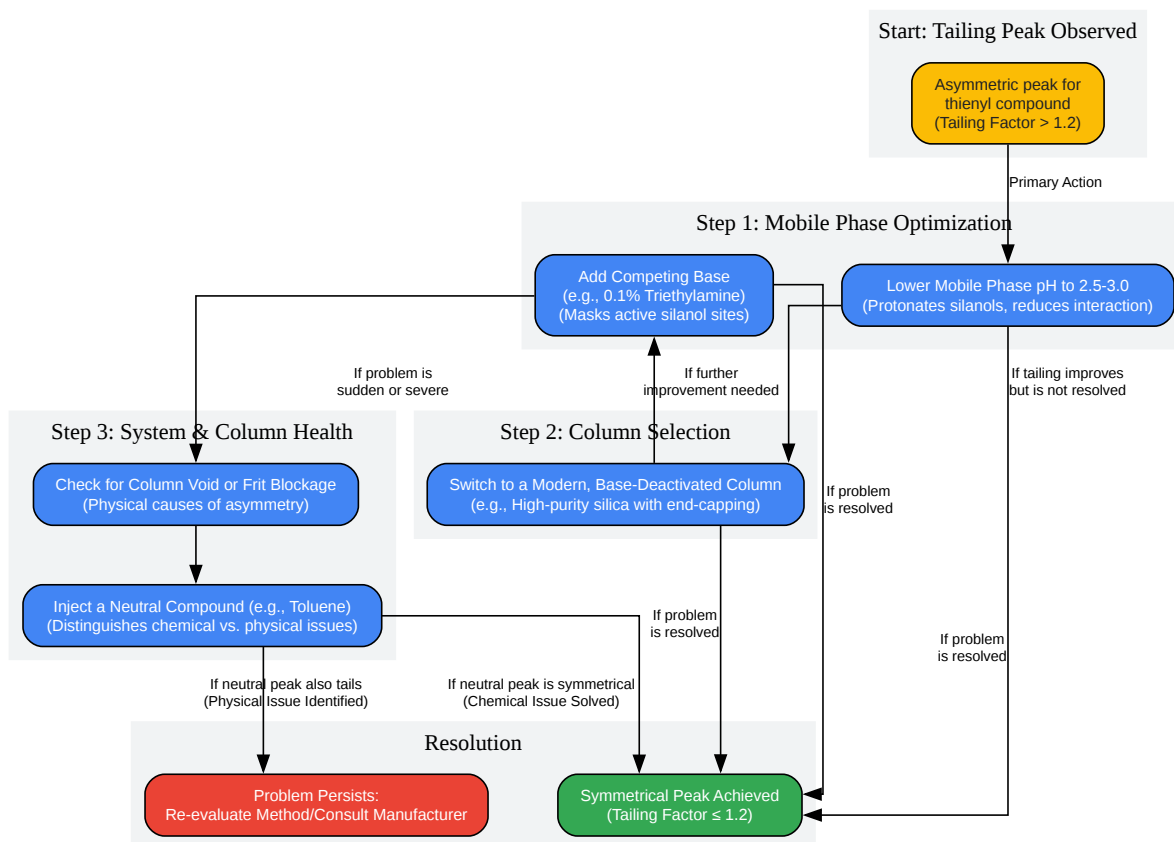 Start: Tailing Peak Observed
Asymmetric peak for
thienyl compound
(Tailing Factor > 1.2)
Primary Action
Step 1: Mobile Phase Optimization
Add Competing Base
(e.g., 0.1% Triethylamine)
(Masks active silanol sites)
Lower Mobile Phase pH to 2.5-3.0
(Protonates silanols, reduces interaction)
If problem is
sudden or severe
If further
improvement needed
If tailing improves
but is not resolved
Step 3: System & Column Health
Step 2: Column Selection
Check for Column Void or Frit Blockage
(Physical causes of asymmetry)
Switch to a Modern, Base-Deactivated Column
(e.g., High-purity silica with end-capping)
If problem
is resolved
Inject a Neutral Compound (e.g., Toluene)
(Distinguishes chemical vs. physical issues)
If problem
is resolved
If problem
is resolved
If neutral peak also tails
(Physical Issue Identified)
If neutral peak is symmetrical
(Chemical Issue Solved)
Resolution
Problem Persists:
Re-evaluate Method/Consult Manufacturer
Symmetrical Peak Achieved
(Tailing Factor ≤ 1.2)